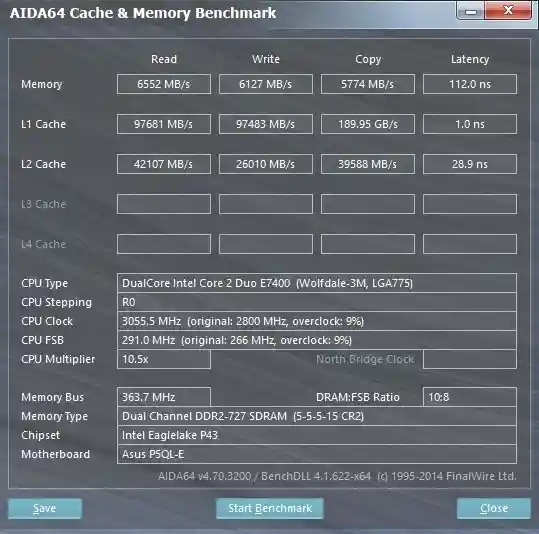 AIDA64 Cache & Memory Benchmark
Read Write Copy Latency
Memory 6552 MB/s 6127 MB/s 5774 MB/s 112.0 ns
L1 Cache 97681 MB/s 97483 MB/s 189.95 GB/s 1.0 ns
L2 Cache 42107 MB/s 26010 MB/s 39588 MB/s 28.9 ns
L3 Cache
L4 Cache
CPU Type DualCore Intel Core 2 Duo E7400 (Wolfdale-3M, LGA775)
CPU Stepping R0
CPU Clock 3055.5 MHz (original: 2800 MHz, overclock: 9%)
CPU FSB 291.0 MHz (original: 266 MHz, overclock: 9%)
CPU Multiplier 10.5x North Bridge Clock
Memory Bus 363.7 MHz DRAM:FSB Ratio 10:8
Memory Type Dual Channel DDR2-727 SDRAM (5-5-5-15 CR2)
Chipset Intel Eaglelake P43
Motherboard Asus P5QL-E
AIDA64 v4.70.3200 / BenchDLL 4.1.622-x64 (c) 1995-2014 FinalWire Ltd.
Save Start Benchmark Close